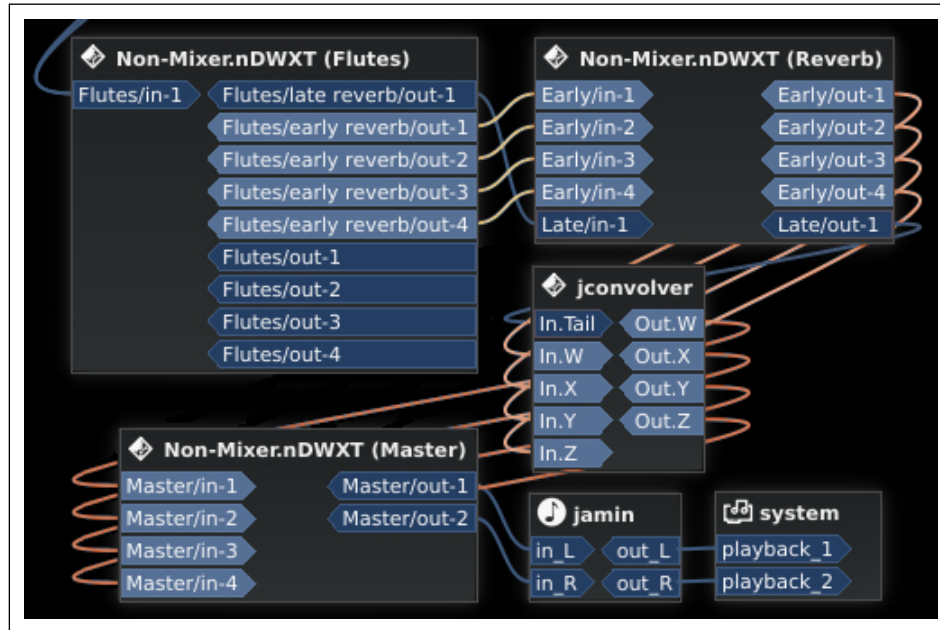 Non-Mixer.nDWXT (Flutes)
Flutes/in-1
Flutes/late reverb/out-1
Flutes/early reverb/out-1
Flutes/early reverb/out-2
Flutes/early reverb/out-3
Flutes/early reverb/out-4
Flutes/out-1
Flutes/out-2
Flutes/out-3
Flutes/out-4
Non-Mixer.nDWXT (Reverb)
Early/in-1
Early/out-1
Early/in-2
Early/out-2
Early/in-3
Early/out-3
Early/in-4
Early/out-4
Late/in-1
Late/out-1
jconvolver
In.Tail
Out.W
In.W
Out.X
In.X
Out.Y
In.Y
Out.Z
In.Z
Non-Mixer.nDWXT (Master)
Master/in-1
Master/out-1
Master/in-2
Master/out-2
Master/in-3
Master/in-4
jamin
in_L
out_L
in_R
out_R
system
playback_1
playback_2